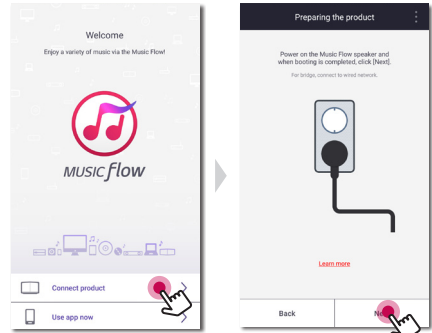 Welcome
Enjoy a variety of music via the Music Flow!
MUSIC flow
Connect product
Use app now
Preparing the product
Power on the Music Flow speaker and
when booting is completed, click [Next].
For bridge, connect to wired network.
Learn more
Back